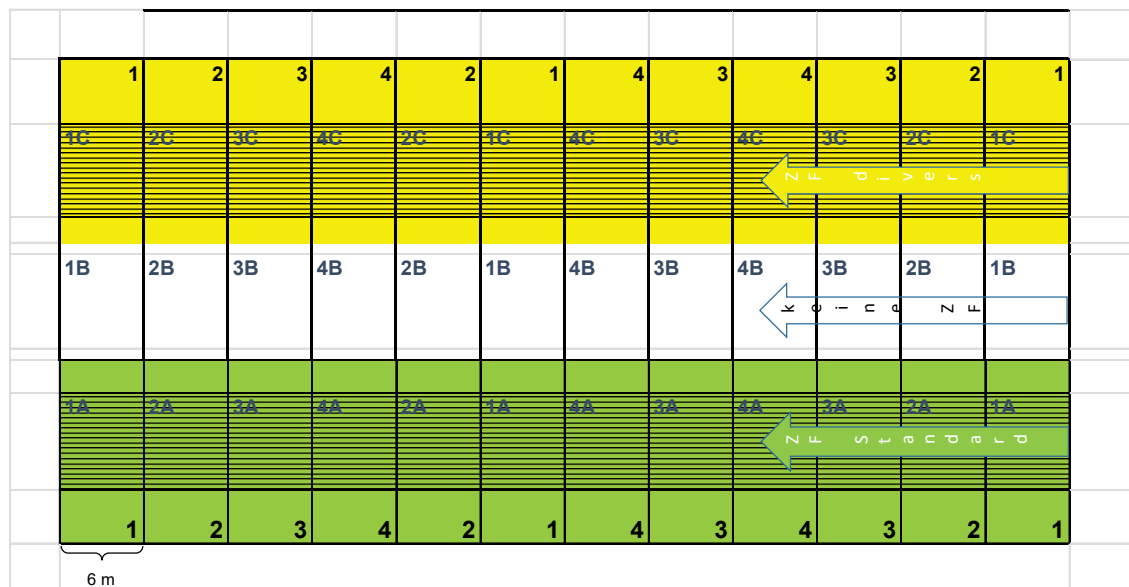 1 2 3 4 2 1 4 3 4 3 2 1
1C 2C 3C 4C 2C 1C 4C 3C 4C 3C 2C 1C
ZF divers
1B 2B 3B 4B 2B 1B 4B 3B 4B 3B 2B 1B
keine ZF
1A 2A 3A 4A 2A 1A 4A 3A 4A 3A 2A 1A
ZF Standard
1 2 3 4 2 1 4 3 4 3 2 1
6 m